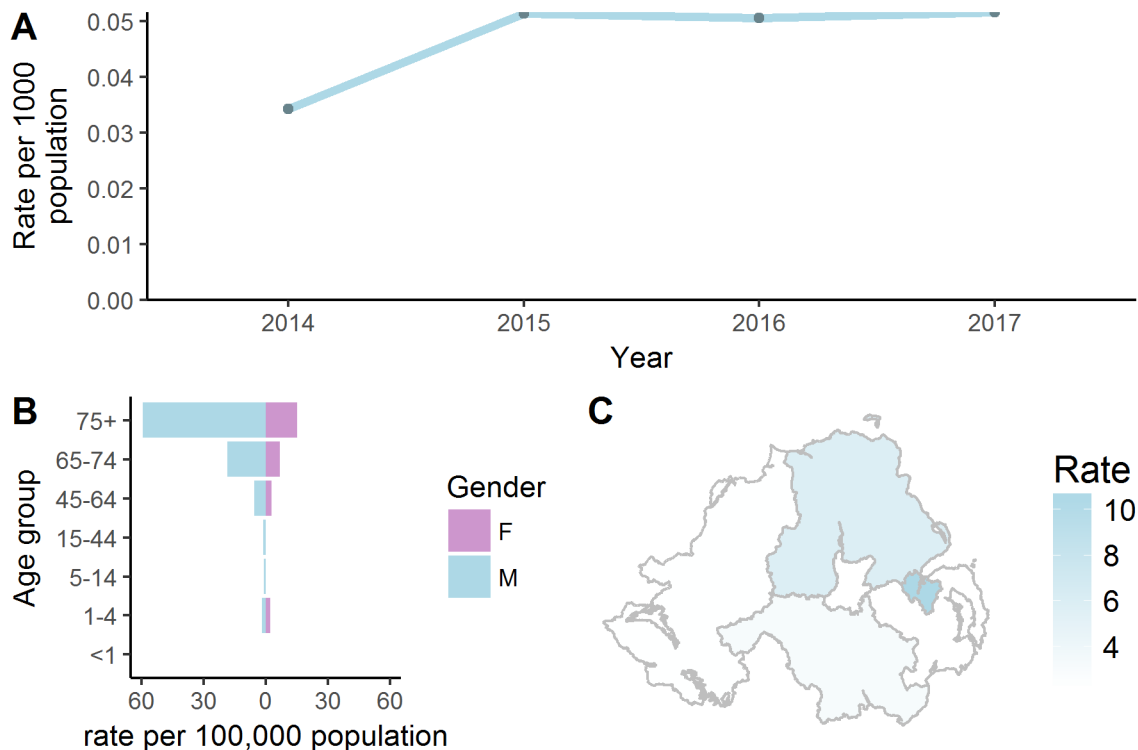 A
Rate per 1000
population
0.05
0.04
0.03
0.02
0.01
0.00
2014 2015 2016 2017
Year
B
Age group
75+
65-74
45-64
15-44
5-14
1-4
<1
60 30 0 30 60
rate per 100,000 population
Gender
F
M
C
Rate
10
8
6
4